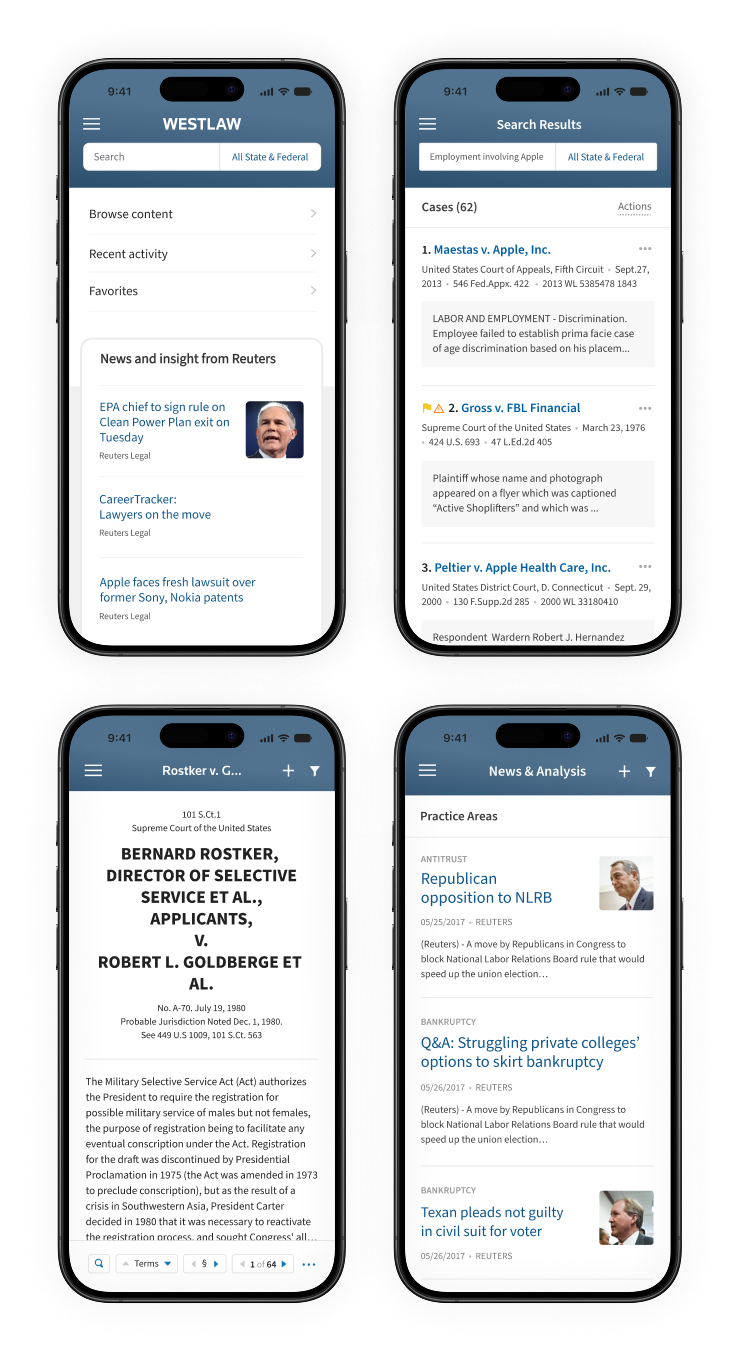 9:41
WESTLAW
Search
All State & Federal
Browse content
Recent activity
Favorites
News and insight from Reuters
EPA chief to sign rule on
Clean Power Plan exit on
Tuesday
Reuters Legal
CareerTracker:
Lawyers on the move
Reuters Legal
Apple faces fresh lawsuit over
former Sony, Nokia patents
Reuters Legal
9:41
Search Results
Employment involving Apple
All State & Federal
Cases (62)
Actions
1. Maestas v. Apple, Inc.
United States Court of Appeals, Fifth Circuit • Sept.27,
2013 • 546 Fed.Appx. 422 • 2013 WL 5385478 1843
LABOR AND EMPLOYMENT - Discrimination.
Employee failed to establish prima facie case
of age discrimination based on his placem...
2. Gross v. FBL Financial
Supreme Court of the United States • March 23, 1976
• 424 U.S. 693 • 47 L.Ed.2d 405
Plaintiff whose name and photograph
appeared on a flyer which was captioned
“Active Shoplifters” and which was ...
3. Peltier v. Apple Health Care, Inc.
United States District Court, D. Connecticut • Sept. 29,
2000 • 130 F.Supp.2d 285 • 2000 WL 33180410
Respondent Wardern Robert J. Hernandez
9:41
Rostker v. G...
101 S.Ct.1
Supreme Court of the United States
BERNARD ROSTKER,
DIRECTOR OF SELECTIVE
SERVICE ET AL.,
APPLICANTS,
V.
ROBERT L. GOLDBERGE ET
AL.
No. A-70. July 19, 1980
Probable Jurisdiction Noted Dec. 1, 1980.
See 449 U.S 1009, 101 S.Ct. 563
The Military Selective Service Act (Act) authorizes
the President to require the registration for
possible military service of males but not females,
the purpose of registration being to facilitate any
eventual conscription under the Act. Registration
for the draft was discontinued by Presidential
Proclamation in 1975 (the Act was amended in 1973
to preclude conscription), but as the result of a
crisis in Southwestern Asia, President Carter
decided in 1980 that it was necessary to reactivate
the registration process, and sought Congress' all...
Terms
§
1 of 64
9:41
News & Analysis
Practice Areas
ANTITRUST
Republican
opposition to NLRB
05/25/2017 • REUTERS
(Reuters) - A move by Republicans in Congress to
block National Labor Relations Board rule that would
speed up the union election…
BANKRUPTCY
Q&A: Struggling private colleges’
options to skirt bankruptcy
05/26/2017 • REUTERS
(Reuters) - A move by Republicans in Congress to
block National Labor Relations Board rule that would
speed up the union election…
BANKRUPTCY
Texan pleads not guilty
in civil suit for voter
05/26/2017 • REUTERS